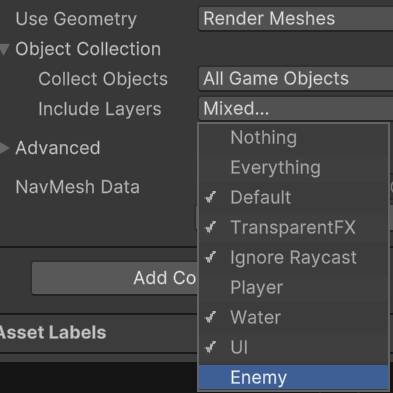 Use Geometry Render Meshes
Object Collection
Collect Objects All Game Objects
Include Layers Mixed...
Nothing
Everything
Advanced
Default
NavMesh Data
TransparentFX
Ignore Raycast
Add Co
Player
Water
Asset Labels
UI
Enemy